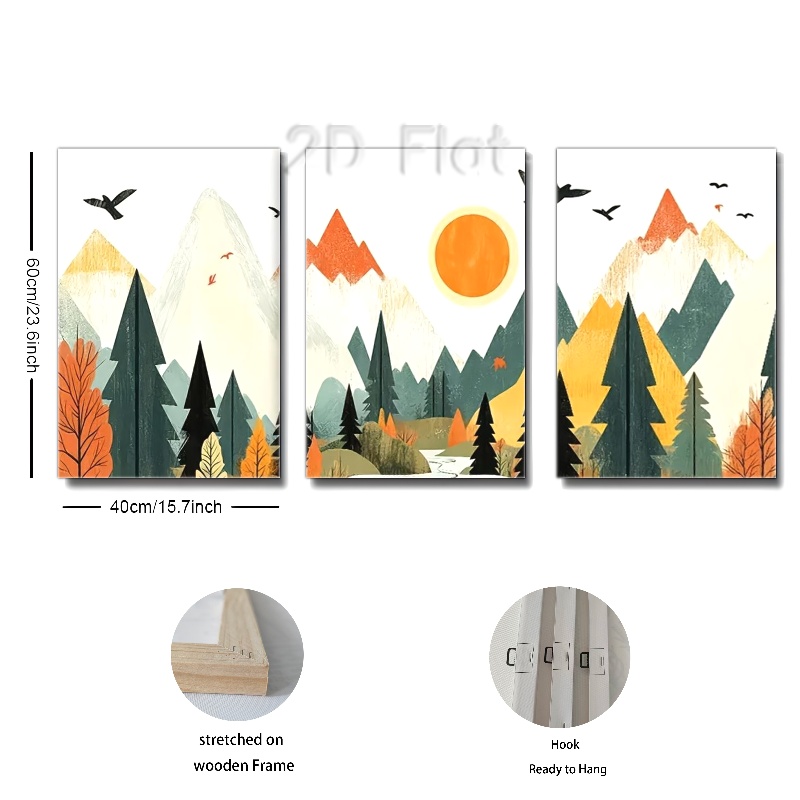 2D Flat
60cm/23.6inch
40cm/15.7inch
stretched on
wooden Frame
Hook
Ready to Hang